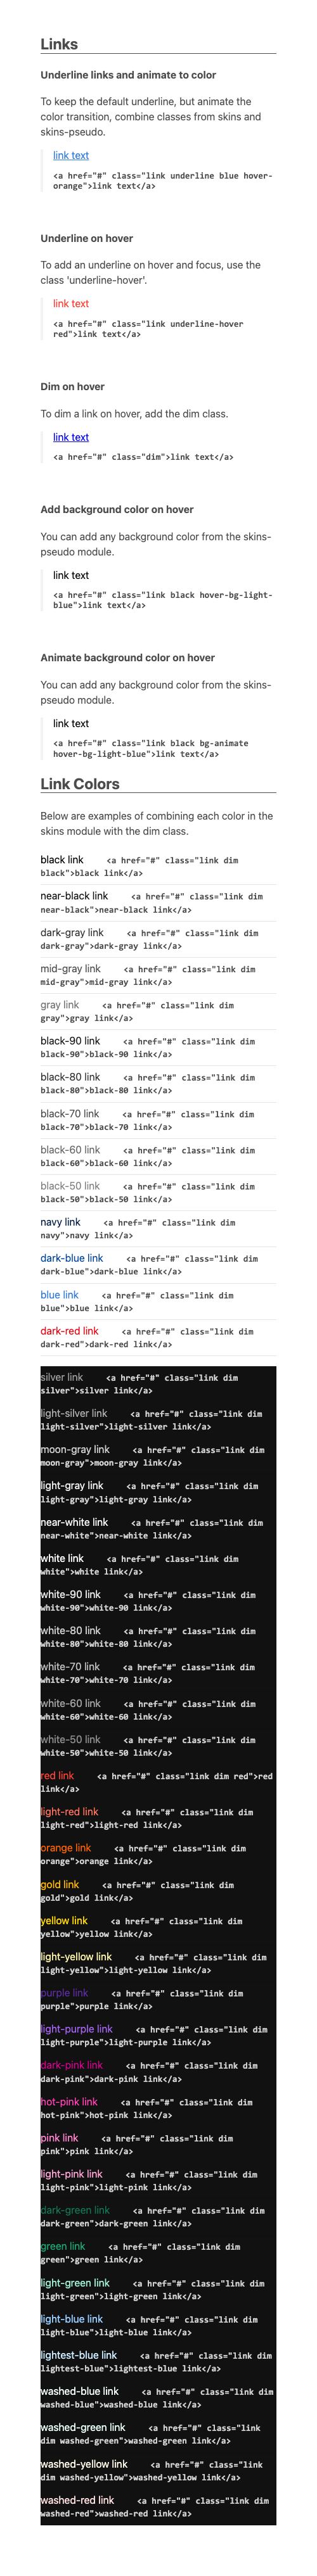 Links
Underline links and animate to color
To keep the default underline, but animate the
color transition, combine classes from skins and
skins-pseudo.
link text
<a href="#" class="link underline blue hover-
orange">link text</a>
Underline on hover
To add an underline on hover and focus, use the
class 'underline-hover'.
link text
<a href="#" class="link underline-hover
red">link text</a>
Dim on hover
To dim a link on hover, add the dim class.
link text
<a href="#" class="dim">link text</a>
Add background color on hover
You can add any background color from the skins-
pseudo module.
link text
<a href="#" class="link black hover-bg-light-
blue">link text</a>
Animate background color on hover
You can add any background color from the skins-
pseudo module.
link text
<a href="#" class="link black bg-animate
hover-bg-light-blue">link text</a>
Link Colors
Below are examples of combining each color in the
skins module with the dim class.
black link <a href="#" class="link dim
black">black link</a>
near-black link <a href="#" class="link dim
near-black">near-black link</a>
dark-gray link <a href="#" class="link dim
dark-gray">dark-gray link</a>
mid-gray link <a href="#" class="link dim
mid-gray">mid-gray link</a>
gray link <a href="#" class="link dim
gray">gray link</a>
black-90 link <a href="#" class="link dim
black-90">black-90 link</a>
black-80 link <a href="#" class="link dim
black-80">black-80 link</a>
black-70 link <a href="#" class="link dim
black-70">black-70 link</a>
black-60 link <a href="#" class="link dim
black-60">black-60 link</a>
black-50 link <a href="#" class="link dim
black-50">black-50 link</a>
navy link <a href="#" class="link dim
navy">navy link</a>
dark-blue link <a href="#" class="link dim
dark-blue">dark-blue link</a>
blue link <a href="#" class="link dim
blue">blue link</a>
dark-red link <a href="#" class="link dim
dark-red">dark-red link</a>
silver link <a href="#" class="link dim
silver">silver link</a>
light-silver link <a href="#" class="link dim
light-silver">light-silver link</a>
moon-gray link <a href="#" class="link dim
moon-gray">moon-gray link</a>
light-gray link <a href="#" class="link dim
light-gray">light-gray link</a>
near-white link <a href="#" class="link dim
near-white">near-white link</a>
white link <a href="#" class="link dim
white">white link</a>
white-90 link <a href="#" class="link dim
white-90">white-90 link</a>
white-80 link <a href="#" class="link dim
white-80">white-80 link</a>
white-70 link <a href="#" class="link dim
white-70">white-70 link</a>
white-60 link <a href="#" class="link dim
white-60">white-60 link</a>
white-50 link <a href="#" class="link dim
white-50">white-50 link</a>
red link <a href="#" class="link dim red">red
link</a>
light-red link <a href="#" class="link dim
light-red">light-red link</a>
orange link <a href="#" class="link dim
orange">orange link</a>
gold link <a href="#" class="link dim
gold">gold link</a>
yellow link <a href="#" class="link dim
yellow">yellow link</a>
light-yellow link <a href="#" class="link dim
light-yellow">light-yellow link</a>
purple link <a href="#" class="link dim
purple">purple link</a>
light-purple link <a href="#" class="link dim
light-purple">light-purple link</a>
dark-pink link <a href="#" class="link dim
dark-pink">dark-pink link</a>
hot-pink link <a href="#" class="link dim
hot-pink">hot-pink link</a>
pink link <a href="#" class="link dim
pink">pink link</a>
light-pink link <a href="#" class="link dim
light-pink">light-pink link</a>
dark-green link <a href="#" class="link dim
dark-green">dark-green link</a>
green link <a href="#" class="link dim
green">green link</a>
light-green link <a href="#" class="link dim
light-green">light-green link</a>
light-blue link <a href="#" class="link dim
light-blue">light-blue link</a>
lightest-blue link <a href="#" class="link dim
lightest-blue">lightest-blue link</a>
washed-blue link <a href="#" class="link dim
washed-blue">washed-blue link</a>
washed-green link <a href="#" class="link
dim washed-green">washed-green link</a>
washed-yellow link <a href="#" class="link
dim washed-yellow">washed-yellow link</a>
washed-red link <a href="#" class="link dim
washed-red">washed-red link</a>